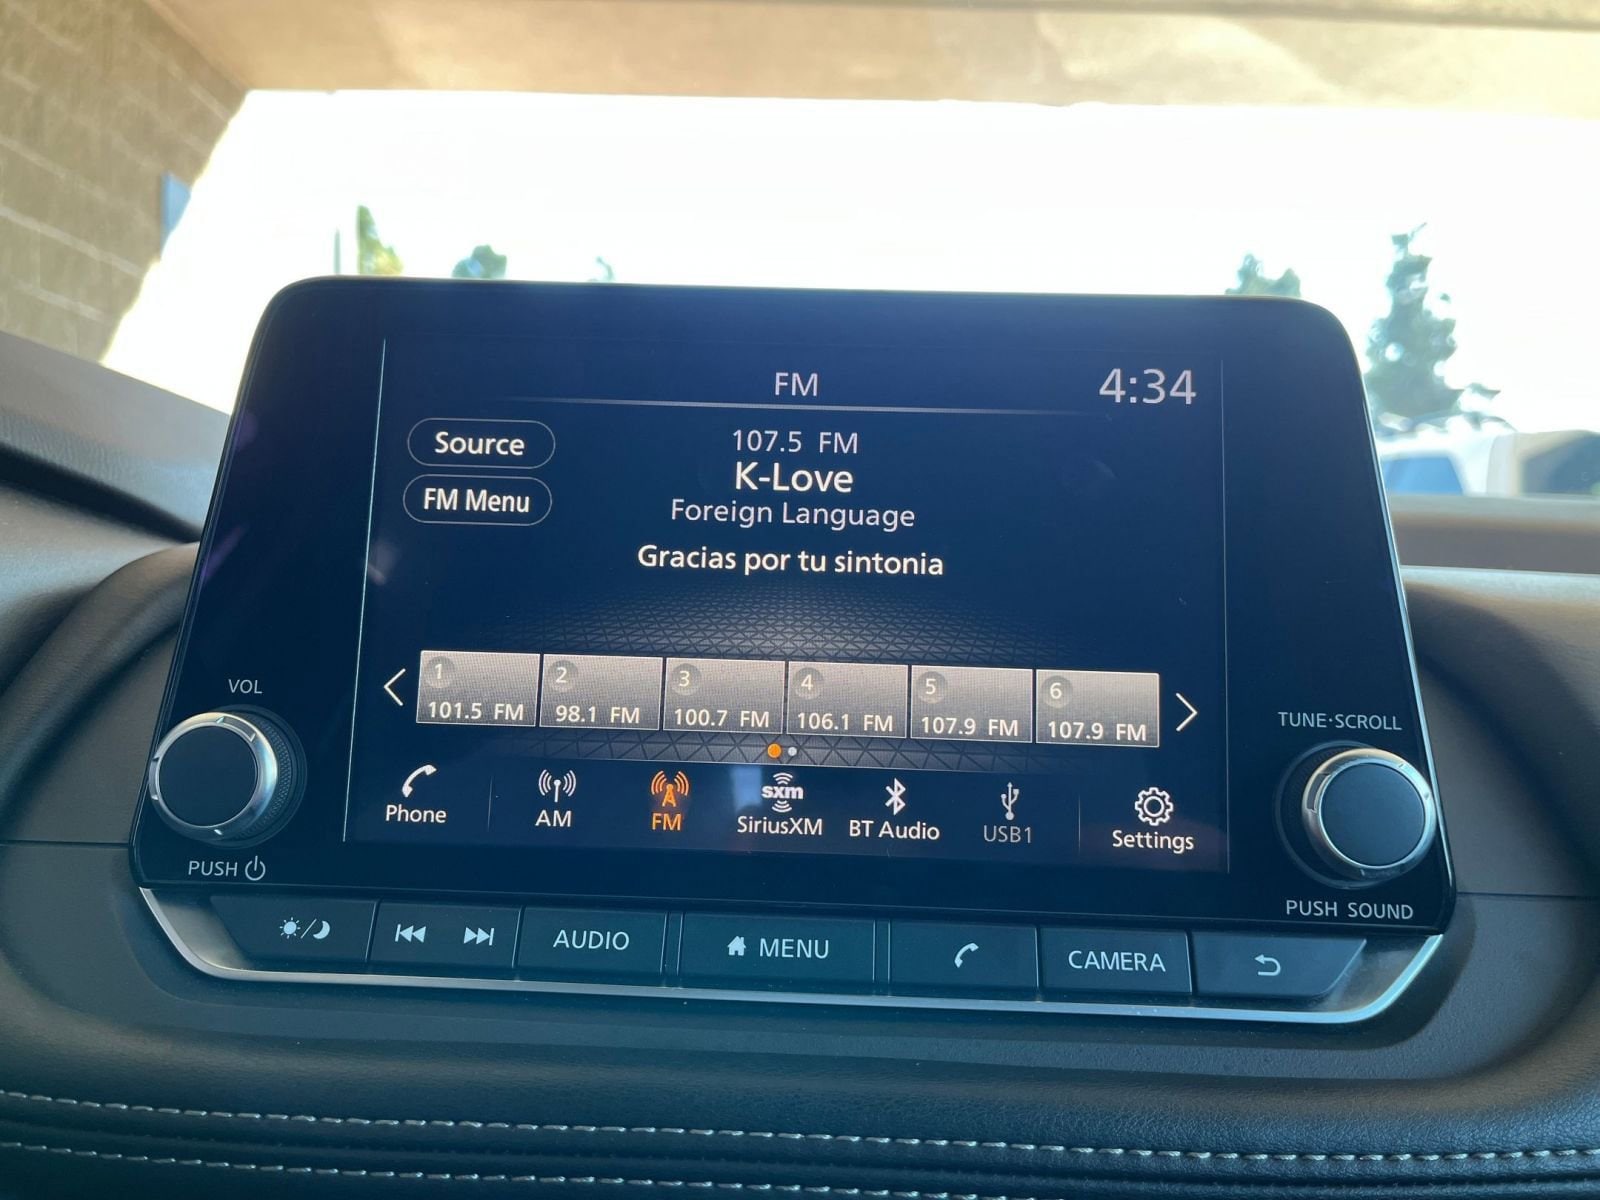 FM
4:34
Source
107.5 FM
K-Love
FM Menu
Foreign Language
Gracias por tu sintonia
1 2 3 4 5 6
101.5 FM 98.1 FM 100.7 FM 106.1 FM 107.9 FM 107.9 FM
VOL
TUNE·SCROLL
Phone AM FM SiriusXM BT Audio USB1 Settings
sxm
PUSH
PUSH SOUND
AUDIO MENU CAMERA